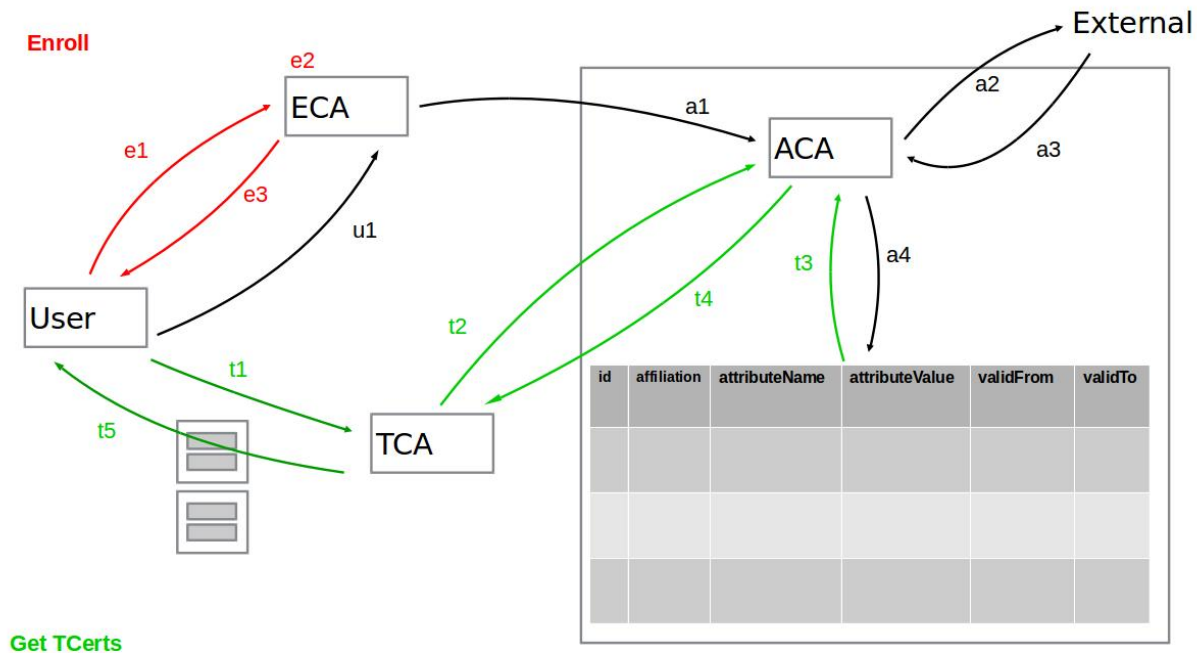 External
Enroll
e2
a2
ECA
a1
ACA
e1
a3
e3
u1
a4
t3
t4
User
t2
t1
id affiliation attributeName attributeValue validFrom validTo
t5
TCA
Get TCerts